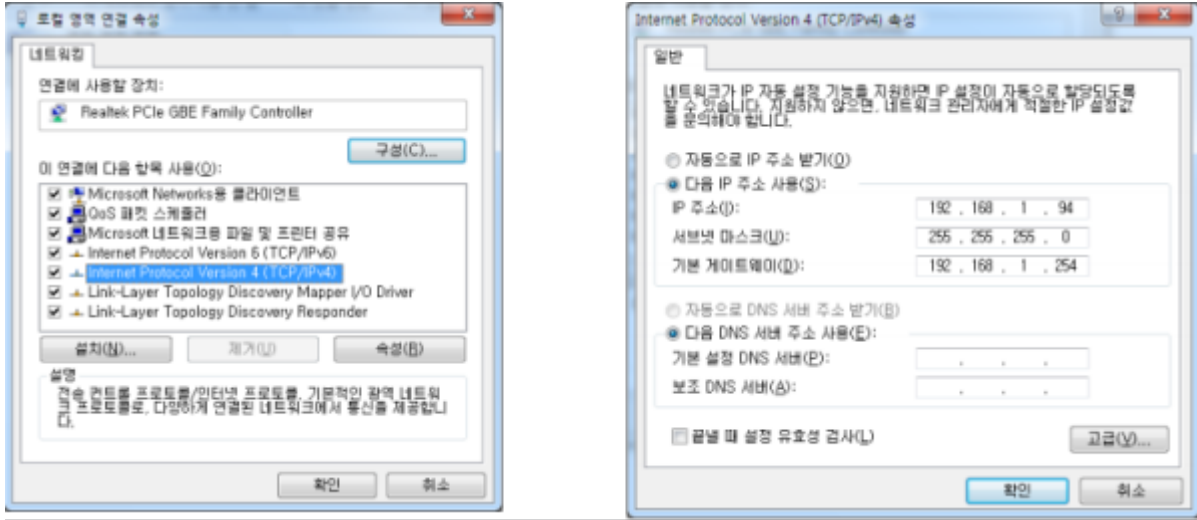 로컬 영역 연결 속성
네트워킹
연결에 사용할 장치:
Realtek PCIe GBE Family Controller
구성(C)...
이 연결에 다음 항목 사용(O):
Microsoft Networks용 클라이언트
QoS 패킷 스케줄러
Microsoft 네트워크용 파일 및 프린터 공유
Internet Protocol Version 6 (TCP/IPv6)
Internet Protocol Version 4 (TCP/IPv4)
Link-Layer Topology Discovery Mapper I/O Driver
Link-Layer Topology Discovery Responder
설치(N)... 제거(U) 속성(R)
설명
전송 컨트롤 프로토콜/인터넷 프로토콜. 기본적인 광역 네트워
크 프로토콜로, 다양하게 연결된 네트워크에서 통신을 제공합니
다.
확인 취소
Internet Protocol Version 4 (TCP/IPv4) 속성
일반
네트워크가 IP 자동 설정 기능을 지원하면 IP 설정이 자동으로 할당되도록
할 수 있습니다. 지원하지 않으면, 네트워크 관리자에게 적절한 IP 설정값
을 문의해야 합니다.
자동으로 IP 주소 받기(O)
다음 IP 주소 사용(S):
IP 주소(I): 192 . 168 . 1 . 94
서브넷 마스크(U): 255 . 255 . 255 . 0
기본 게이트웨이(D): 192 . 168 . 1 . 254
자동으로 DNS 서버 주소 받기(B)
다음 DNS 서버 주소 사용(E):
기본 설정 DNS 서버(P): . . .
보조 DNS 서버(A): . . .
끝낼 때 설정 유효성 검사(L)
고급(V)...
확인 취소